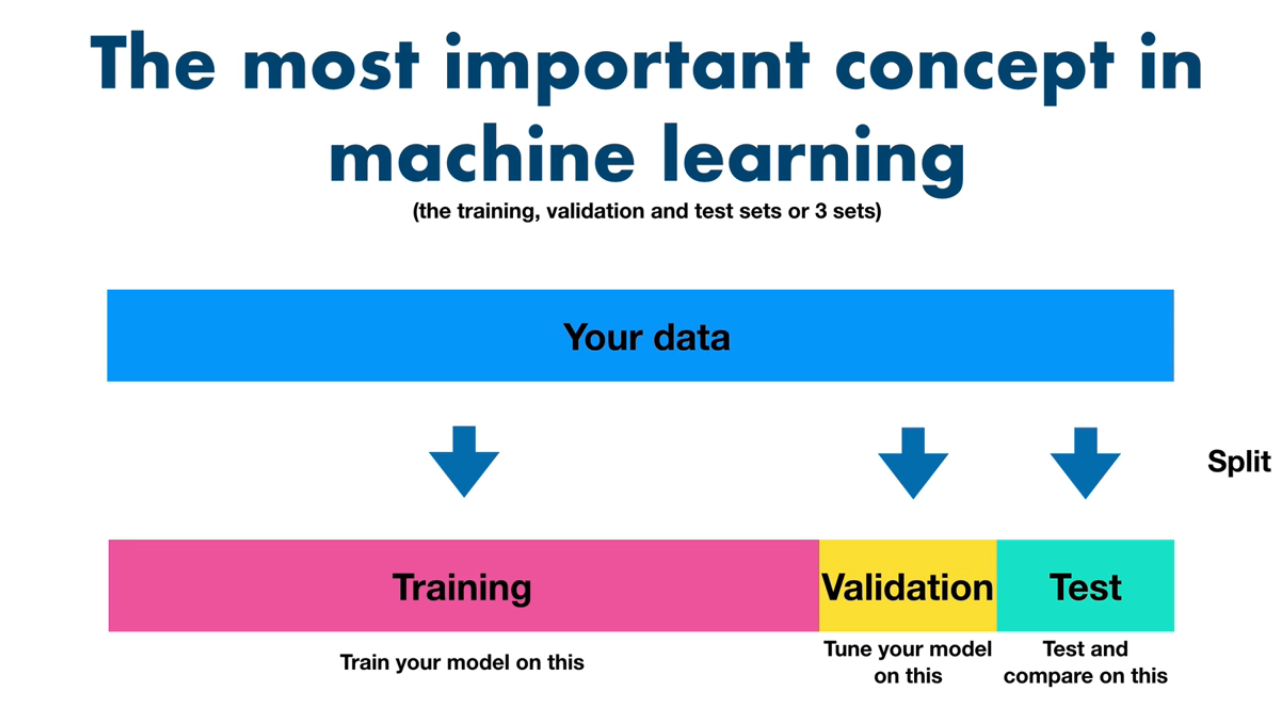 The most important concept in
machine learning
(the training, validation and test sets or 3 sets)
Your data
Split
Training
Validation
Test
Train your model on this
Tune your model
on this
Test and
compare on this